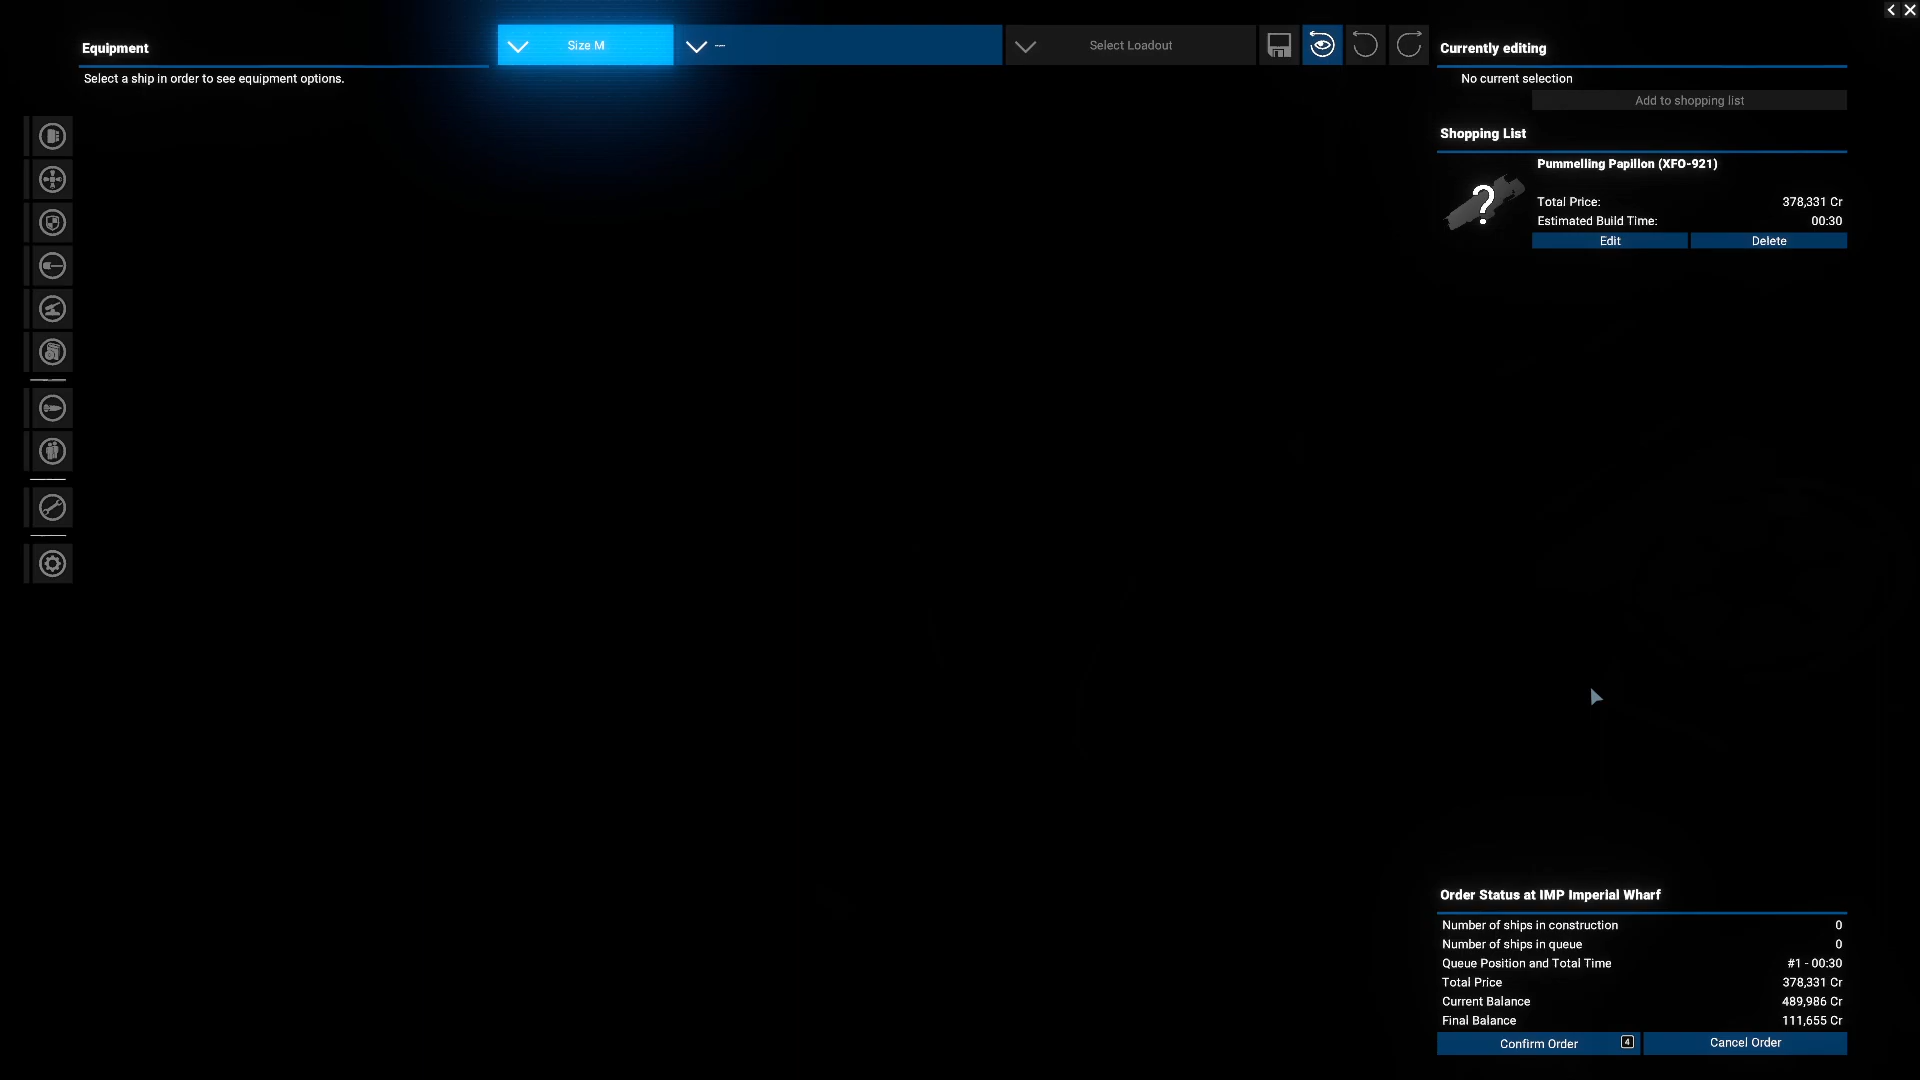 Equipment
Select a ship in order to see equipment options.
Size M
---
Select Loadout
Currently editing
No current selection
Add to shopping list
Shopping List
Pummelling Papilion (XFO-921)
?
Total Price: 378,331 Cr
Estimated Build Time: 00:30
Edit Delete
Order Status at IMP Imperial Wharf
Number of ships in construction 0
Number of ships in queue 0
Queue Position and Total Time #1 - 00:30
Total Price 378,331 Cr
Current Balance 489,986 Cr
Final Balance 111,655 Cr
Confirm Order 4 Cancel Order